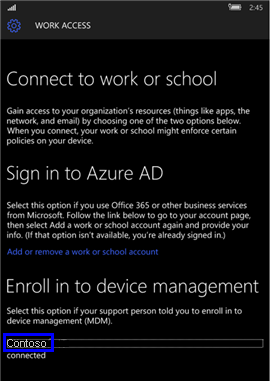 2:45
WORK ACCESS
Connect to work or school
Gain access to your organization's resources (things like apps, the
network, and email) by choosing one of the two options below.
When you connect, your work or school might enforce certain
policies on your device.
Sign in to Azure AD
Select this option if you use Office 365 or other business services
from Microsoft. Follow the link below to go to your account page,
then select Add a work or school account again and provide your
info. (If that option isn't available, you're already signed in.)
Add or remove a work or school account
Enroll in to device management
Select this option if your support person told you to enroll in to
device management (MDM).
Contoso
connected